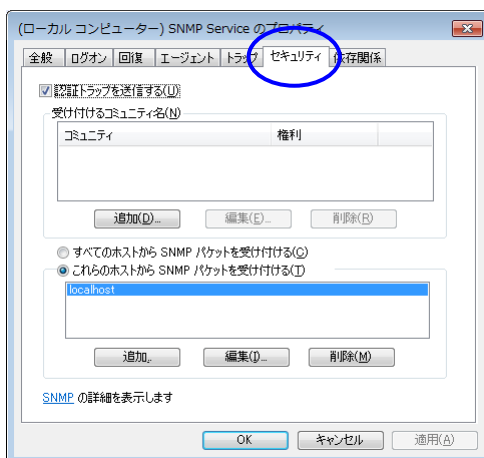 (ローカル コンピューター) SNMP Service のプロパティ
全般 ログオン 回復 エージェント トラップ セキュリティ 依存関係
認証トラップを送信する(U)
受け付けるコミュニティ名(N)
コミュニティ 権利
追加(D)... 編集(E)... 削除(R)
すべてのホストから SNMP パケットを受け付ける(C)
これらのホストから SNMP パケットを受け付ける(T)
localhost
追加.. 編集(I)... 削除(M)
SNMP の詳細を表示します
OK キャンセル 適用(A)